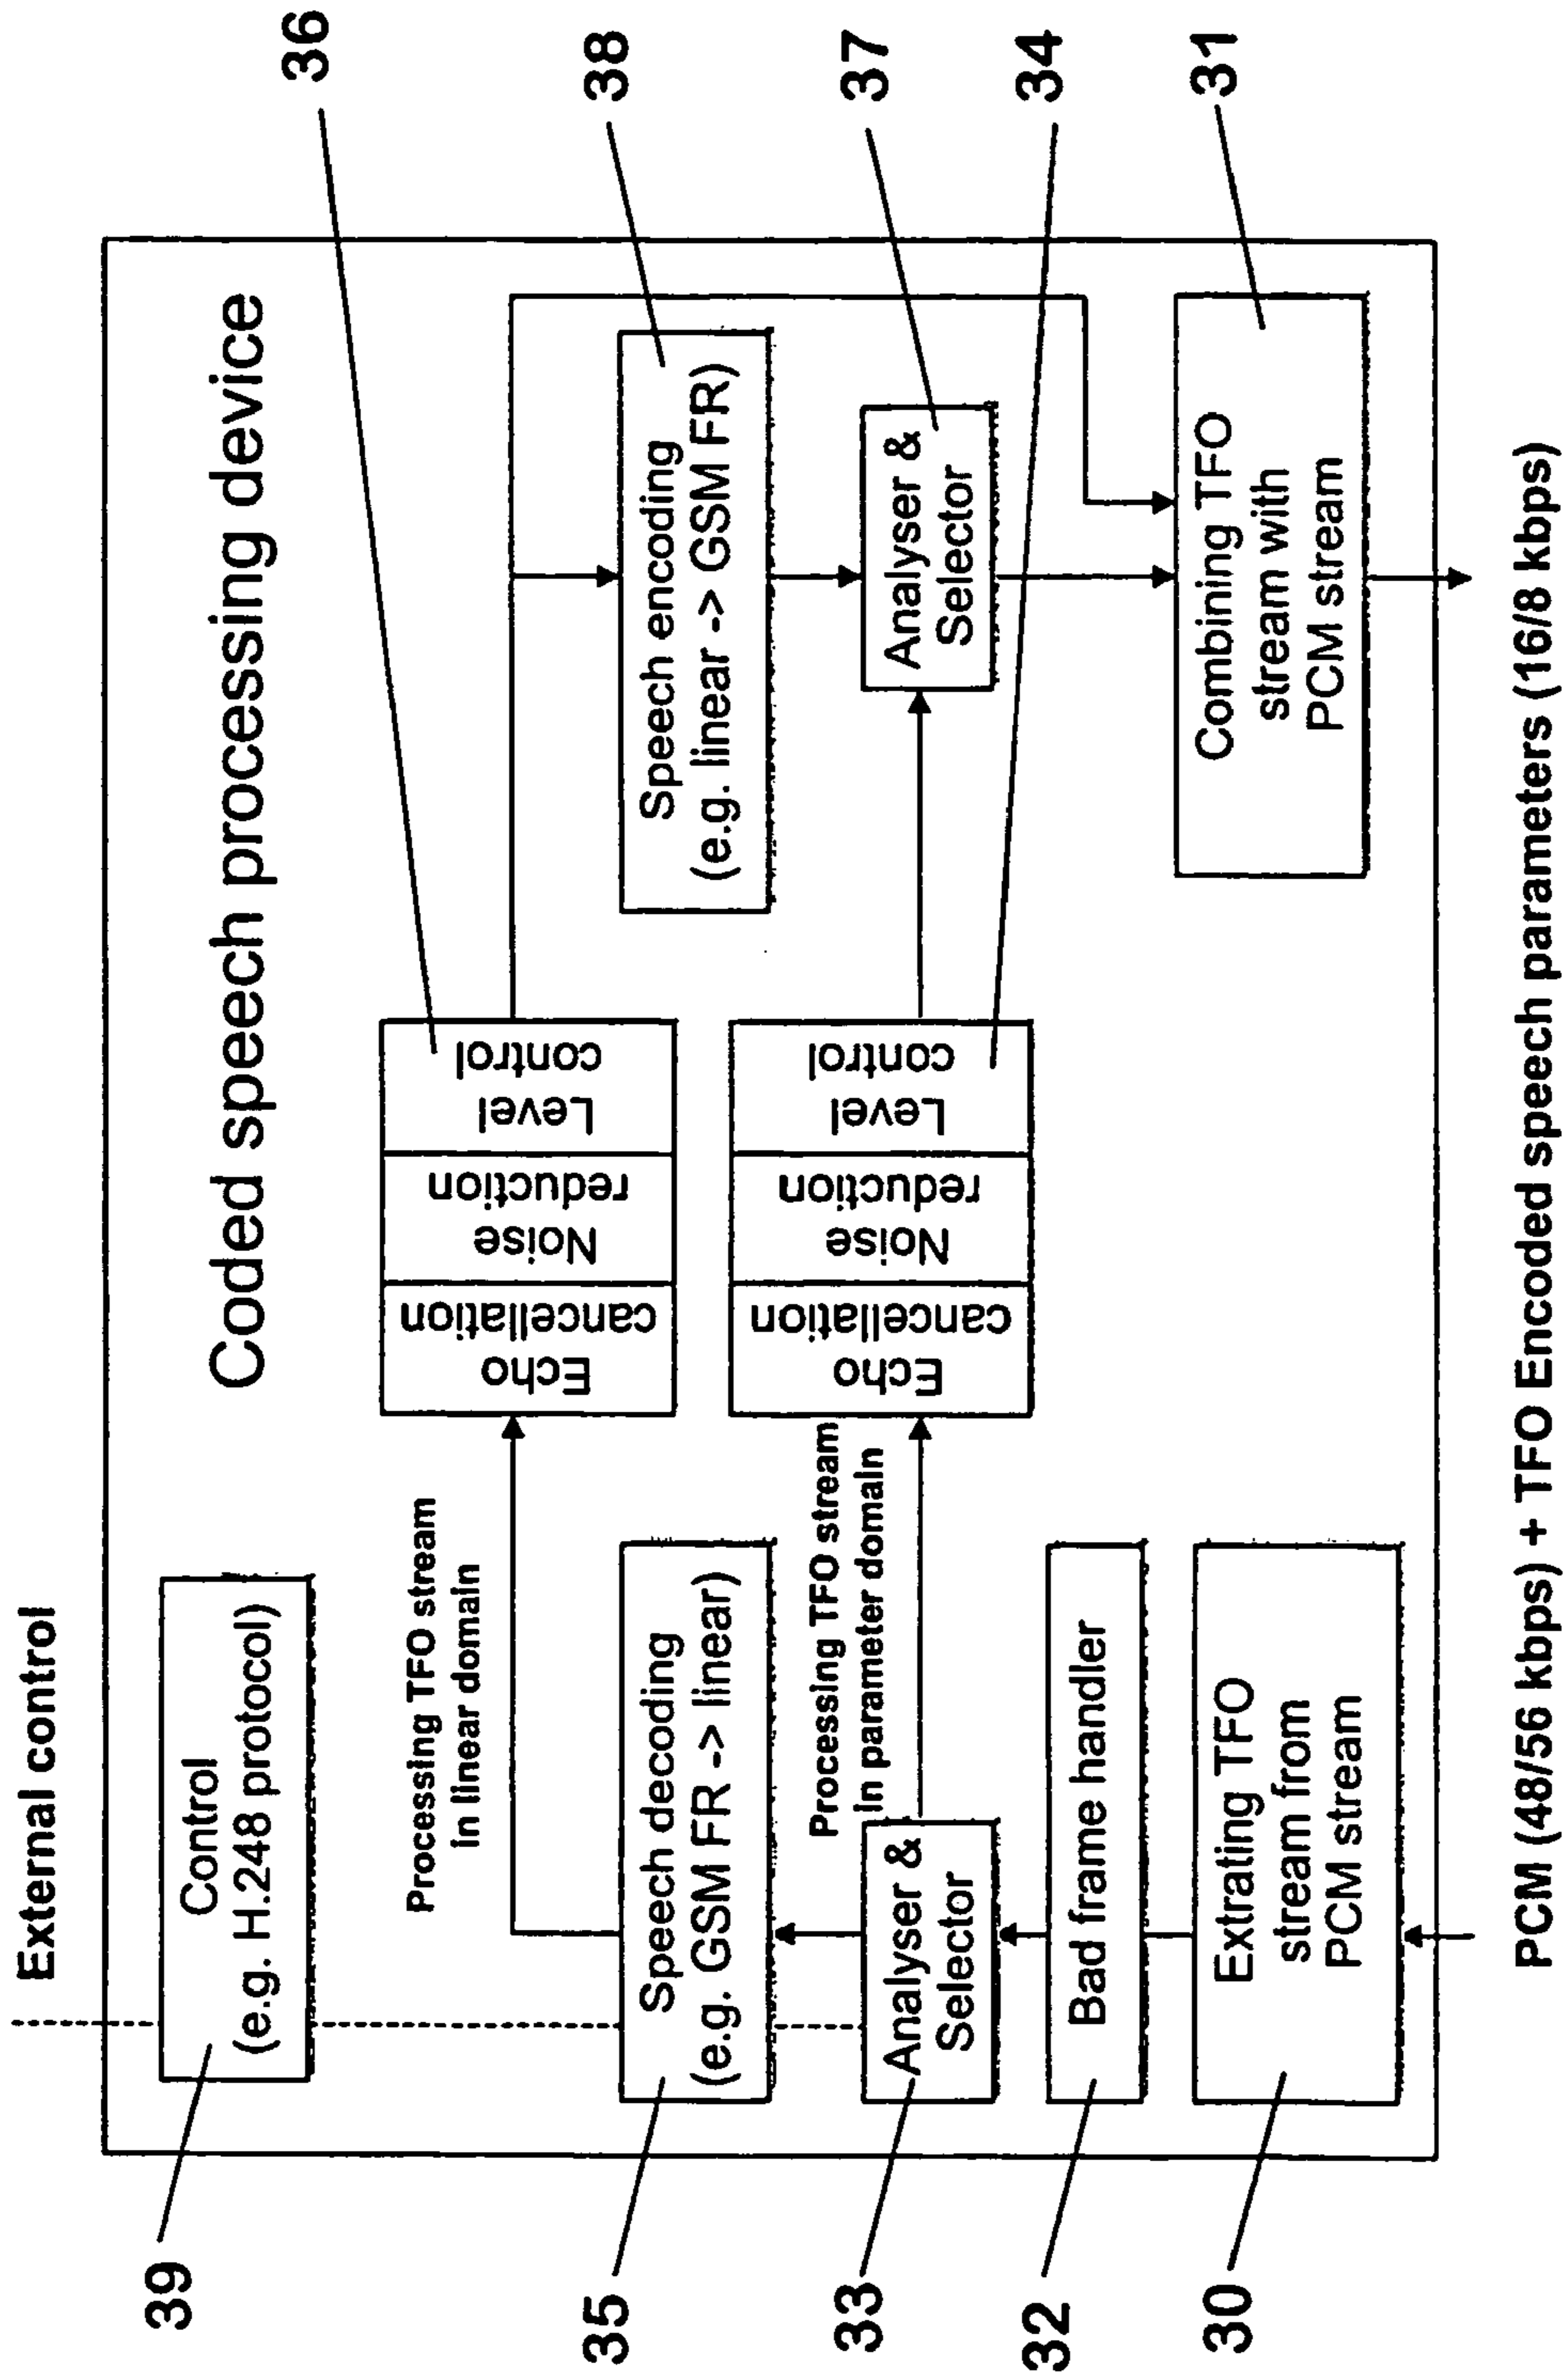 External control
Coded speech processing device
39
Control
(e.g. H.248 protocol)
36
Processing TFO stream
in linear domain
Echo
cancellation
Noise
reduction
Level
control
35
Speech decoding
(e.g. GSM FR -> linear)
Speech encoding
(e.g. linear -> GSM FR)
38
Processing TFO stream
in parameter domain
Echo
cancellation
Noise
reduction
Level
control
33
Analyser &
Selector
Analyser &
Selector
37
32
Bad frame handler
34
30
Extrating TFO
stream from
PCM stream
Combining TFO
stream with
PCM stream
31
PCM (48/56 kbps) + TFO Encoded speech parameters (16/8 kbps)